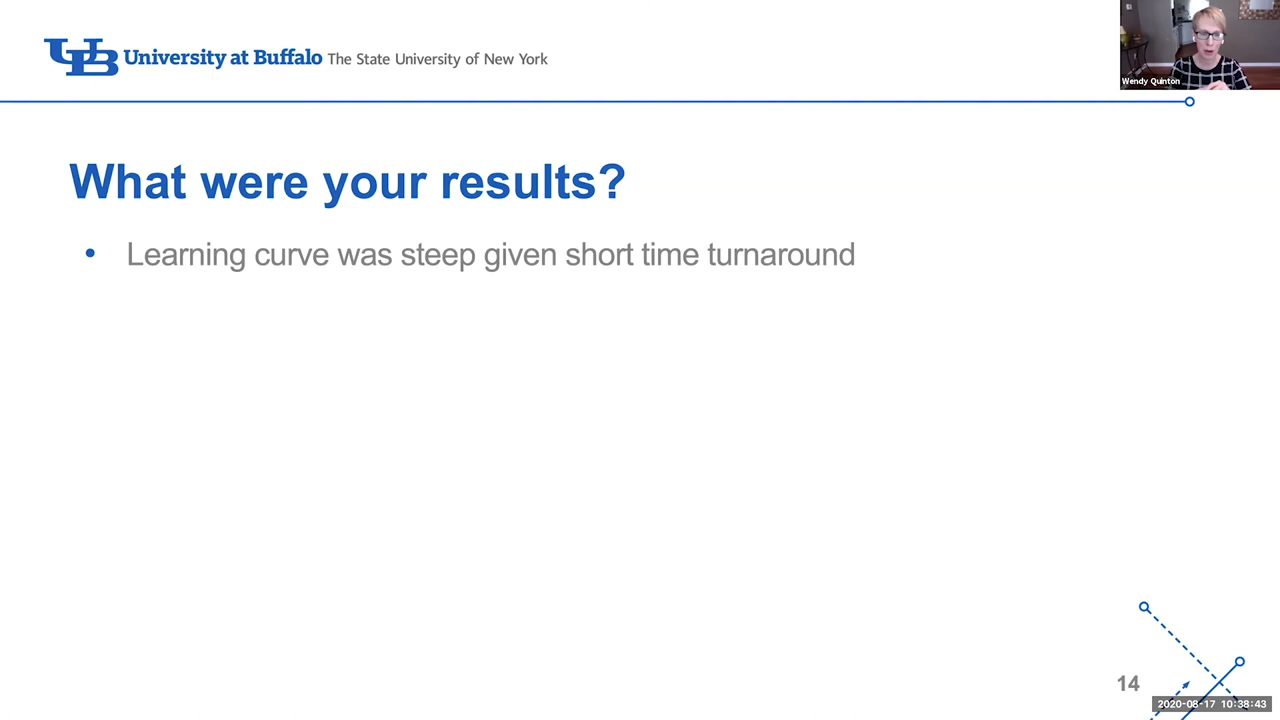 University at Buffalo The State University of New York
Wendy Quinton
What were your results?
• Learning curve was steep given short time turnaround
14
2020-08-17 10:38:43